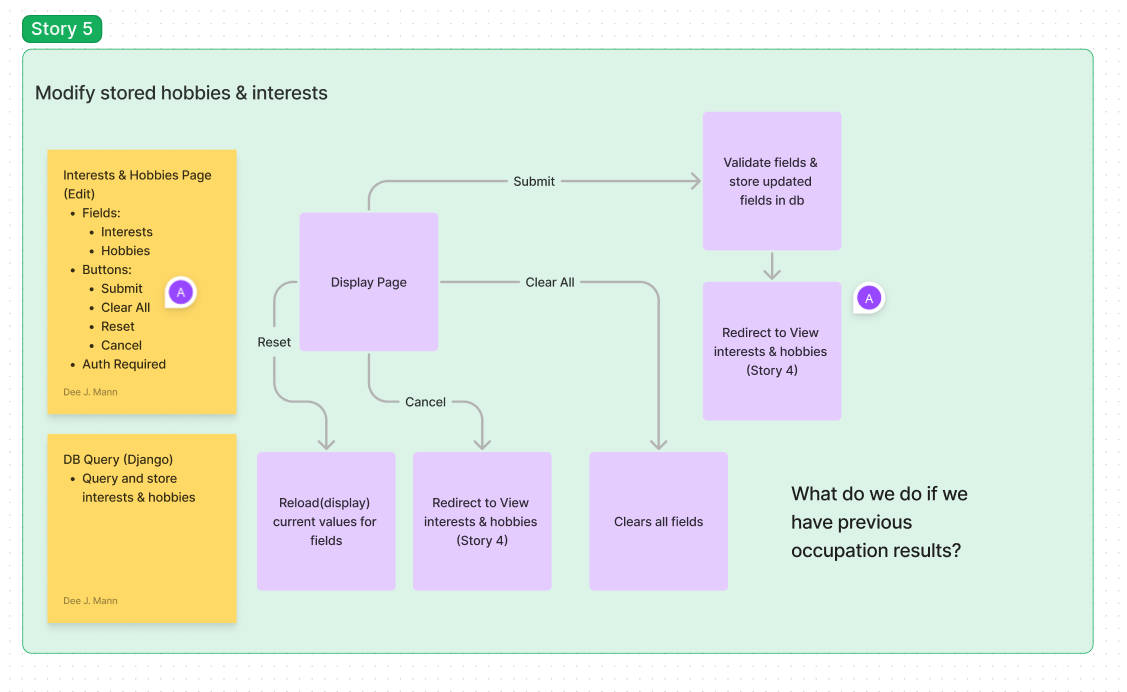 Story 5
Modify stored hobbies & interests
Interests & Hobbies Page
(Edit)
• Fields:
• Interests
• Hobbies
• Buttons:
• Submit
• Clear All
• Reset
• Cancel
• Auth Required
Dee J. Mann
A
DB Query (Django)
• Query and store
interests & hobbies
Dee J. Mann
Display Page
Submit
Validate fields &
store updated
fields in db
Redirect to View
interests & hobbies
(Story 4)
A
Clear All
Reset
Cancel
Reload(display)
current values for
fields
Redirect to View
interests & hobbies
(Story 4)
Clears all fields
What do we do if we
have previous
occupation results?